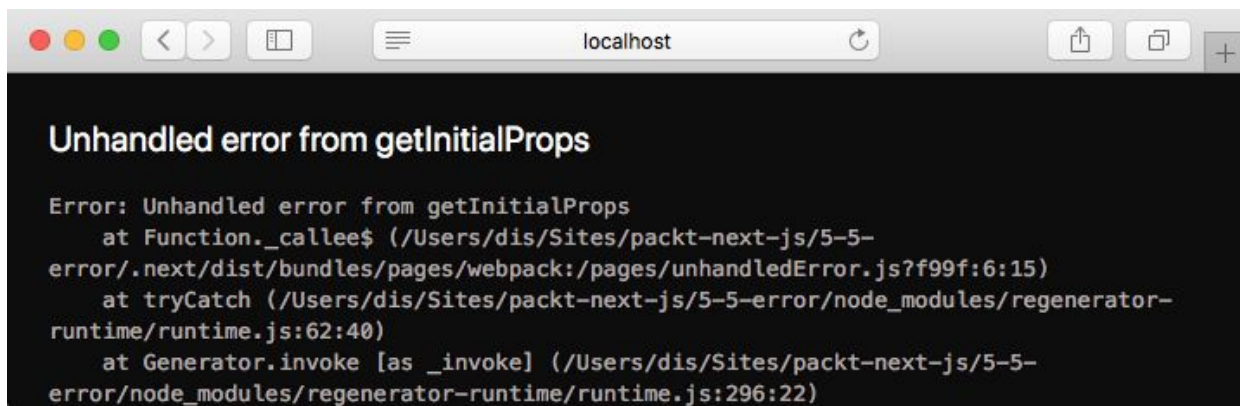 localhost
Unhandled error from getInitialProps
Error: Unhandled error from getInitialProps
    at Function._callee$ (/Users/dis/Sites/packt-next-js/5-5-
error/.next/dist/bundles/pages/webpack:/pages/unhandledError.js?f99f:6:15)
    at tryCatch (/Users/dis/Sites/packt-next-js/5-5-error/node_modules/regenerator-
runtime/runtime.js:62:40)
    at Generator.invoke [as _invoke] (/Users/dis/Sites/packt-next-js/5-5-
error/node_modules/regenerator-runtime/runtime.js:296:22)